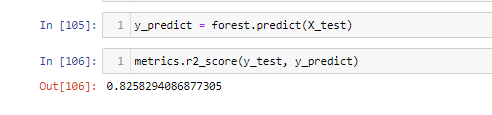 In [105]: 1 y_predict = forest.predict(X_test)
In [106]: 1 metrics.r2_score(y_test, y_predict)
Out[106]: 0.8258294086877305